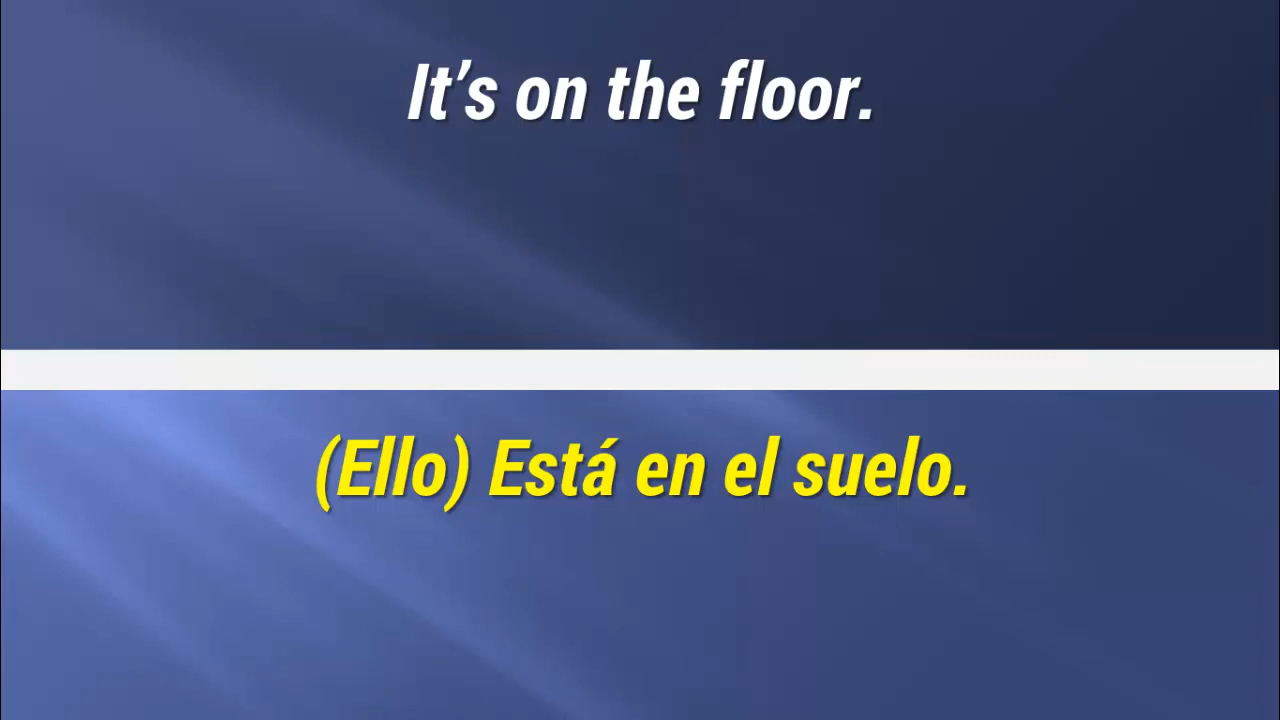 It’s on the floor.
(Ello) Está en el suelo.